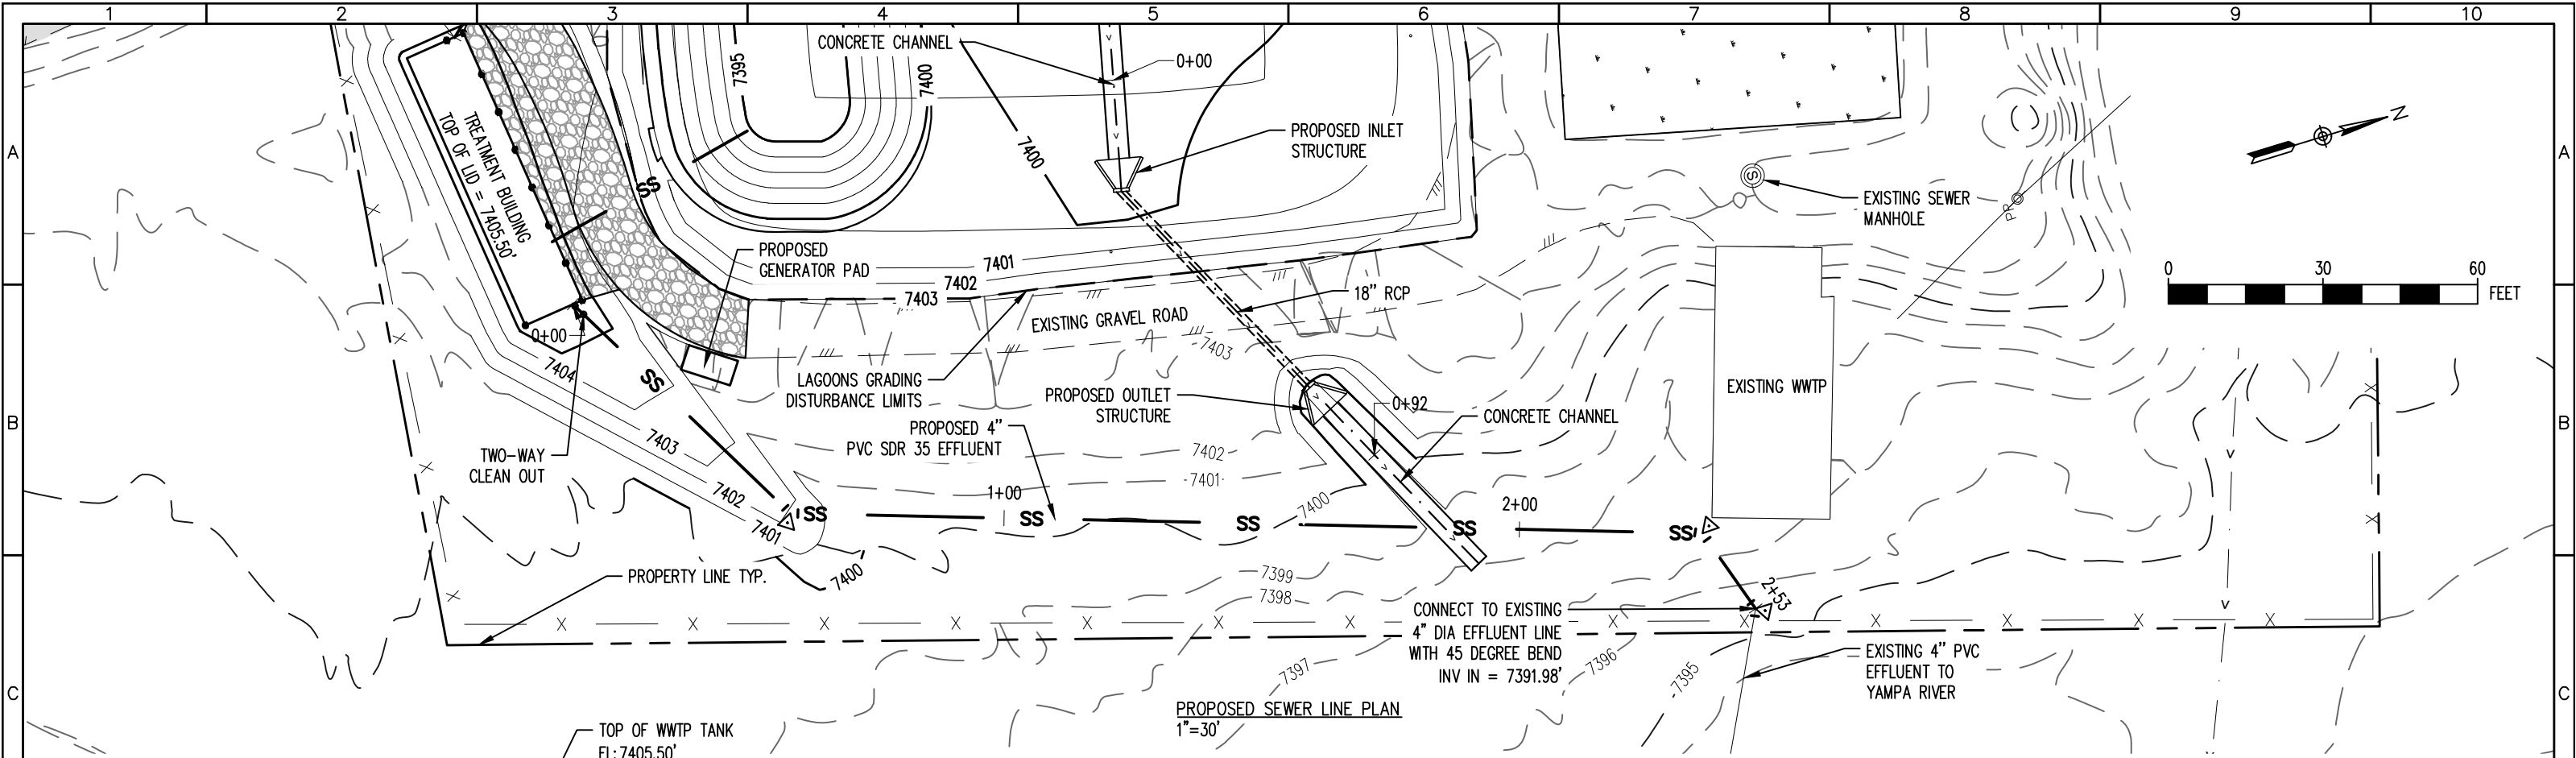 1 2 3 4 5 6 7 8 9 10
A
A
B
B
C
C
CONCRETE CHANNEL
0+00
7395
7400
7400
PROPOSED INLET
STRUCTURE
TREATMENT BUILDING
TOP OF LID = 7405.50'
SS
S
EXISTING SEWER
MANHOLE
PR
N
0 30 60
FEET
PROPOSED
GENERATOR PAD
7401
7402
7403
18" RCP
EXISTING GRAVEL ROAD
7403
0+00
7404
SS
LAGOONS GRADING
DISTURBANCE LIMITS
PROPOSED OUTLET
STRUCTURE
0+92
CONCRETE CHANNEL
EXISTING WWTP
PROPOSED 4"
PVC SDR 35 EFFLUENT
7403
7402
7401
TWO-WAY
CLEAN OUT
7402
7401
7400
1+00
2+00
SS
SS
SS
SS
SS
7400
7399
7398
PROPERTY LINE TYP.
2+53
CONNECT TO EXISTING
4" DIA EFFLUENT LINE
WITH 45 DEGREE BEND
INV IN = 7391.98'
7397
7396
7395
EXISTING 4" PVC
EFFLUENT TO
YAMPA RIVER
PROPOSED SEWER LINE PLAN
1"=30'
TOP OF WWTP TANK
EL: 7405.50'